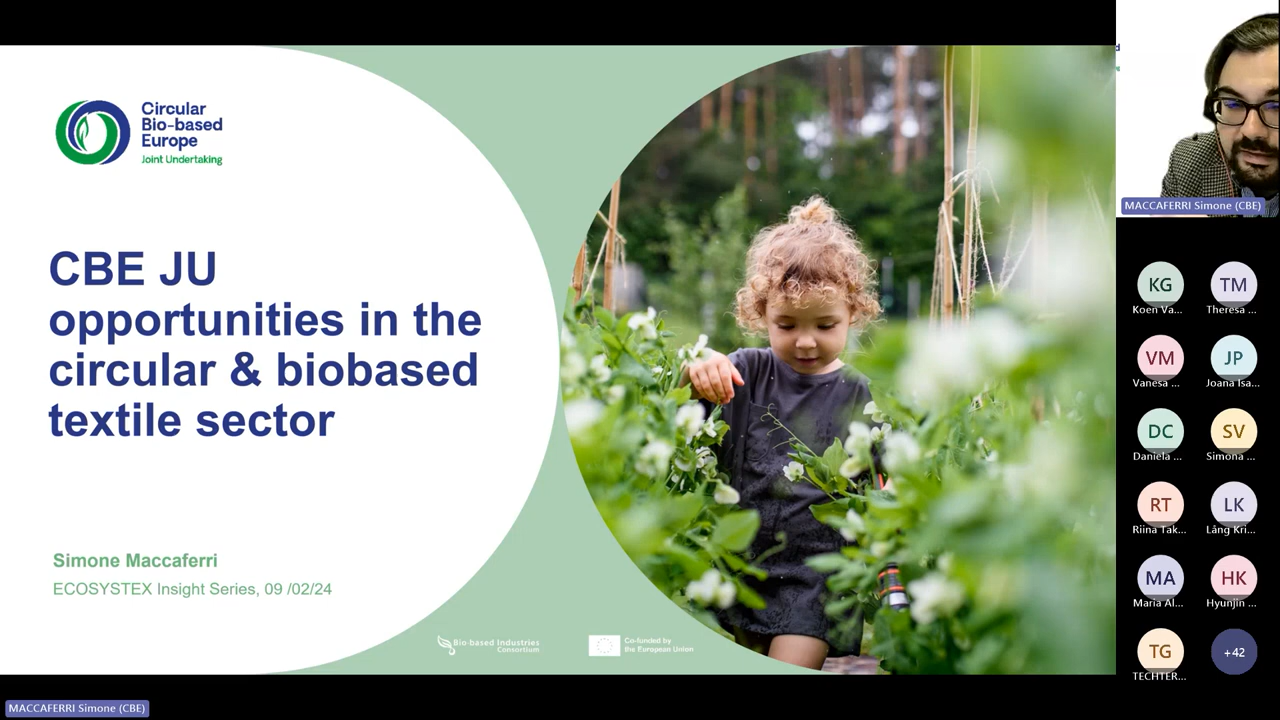 Circular
Bio-based
Europe
Joint Undertaking
CBE JU
opportunities in the
circular & biobased
textile sector
Simone Maccaferri
ECOSYSTEX Insight Series, 09 /02/24
Bio-based Industries
Consortium
Co-funded by
the European Union
MACCAFERRI Simone (CBE)
KG
Koen Va...
TM
Theresa ...
VM
Vanesa ...
JP
Joana Isa...
DC
Daniela ...
SV
Simona ...
RT
Riina Tak...
LK
Lång Kri...
MA
Maria Al...
HK
Hyunjin ...
TG
TECHTER...
+42
MACCAFERRI Simone (CBE)